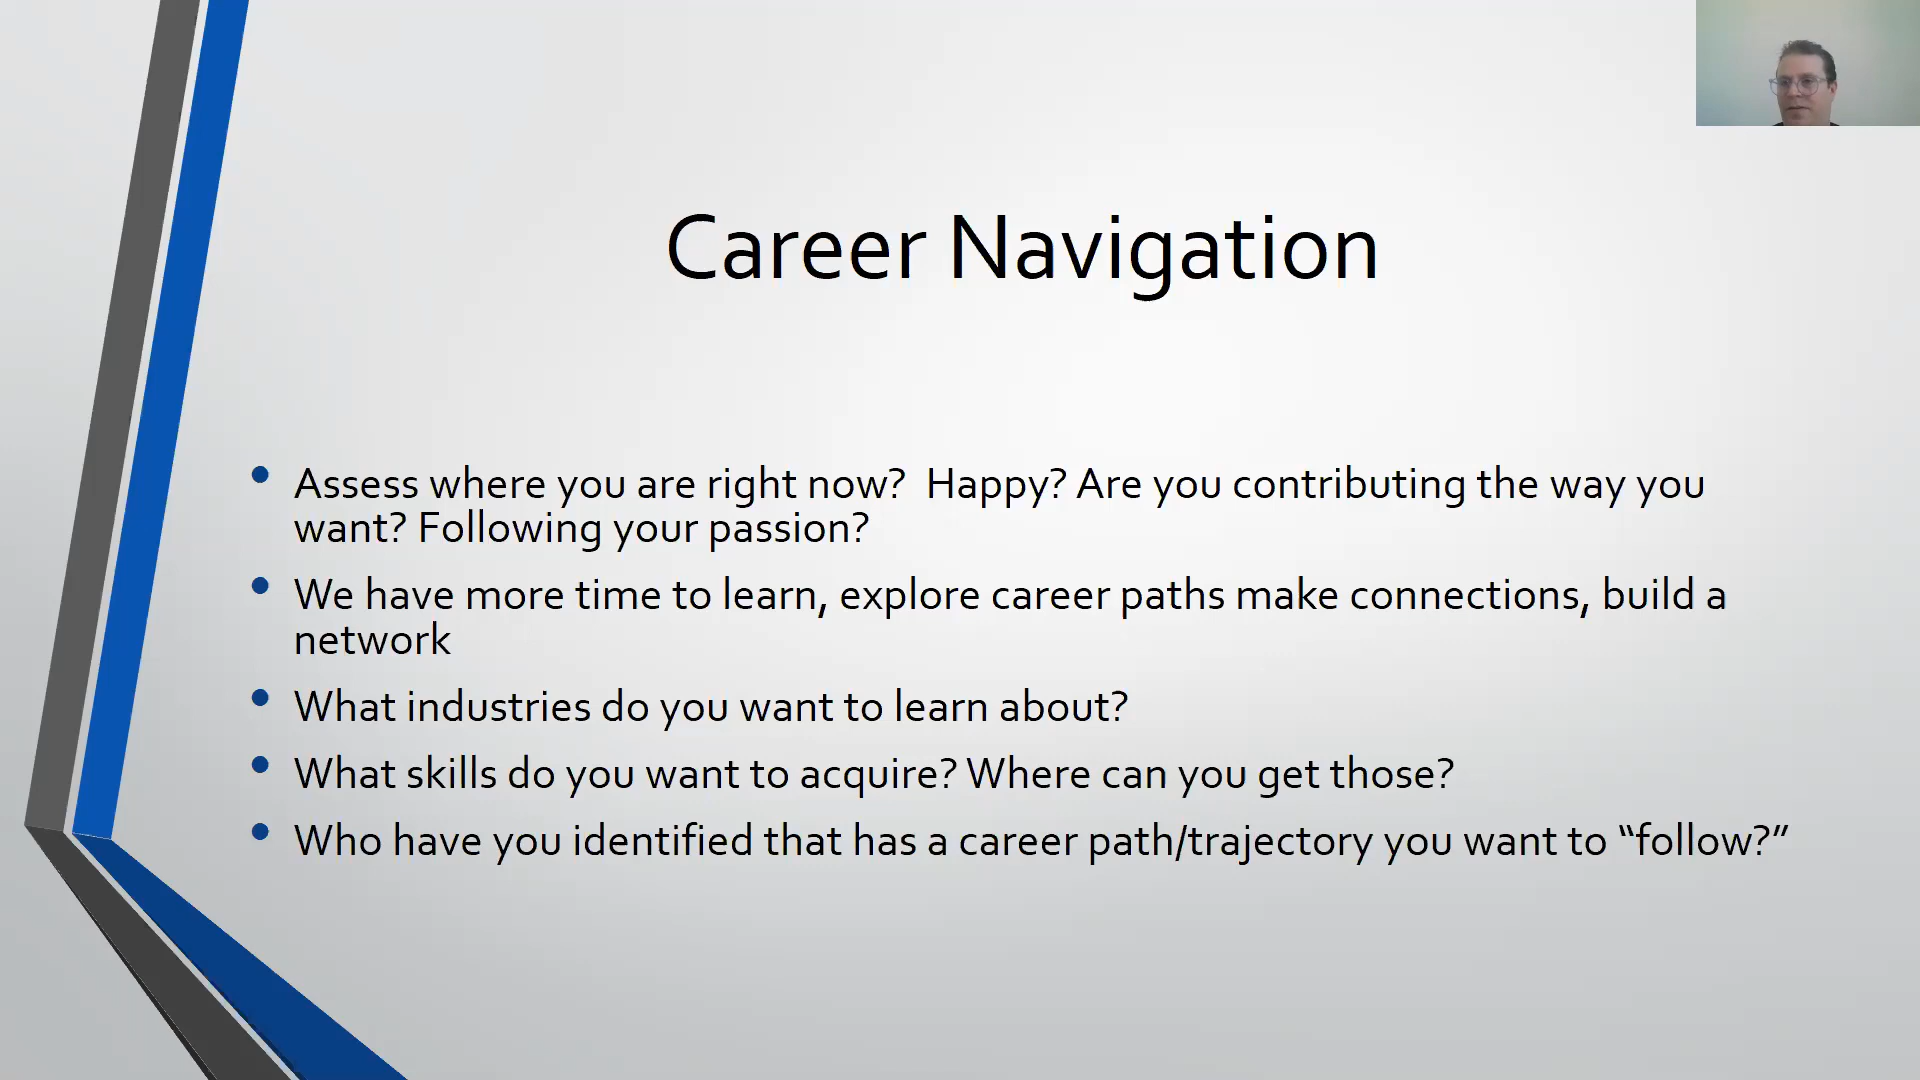 Career Navigation
Assess where you are right now?  Happy? Are you contributing the way you
want? Following your passion?
We have more time to learn, explore career paths make connections, build a
network
What industries do you want to learn about?
What skills do you want to acquire? Where can you get those?
Who have you identified that has a career path/trajectory you want to “follow?”